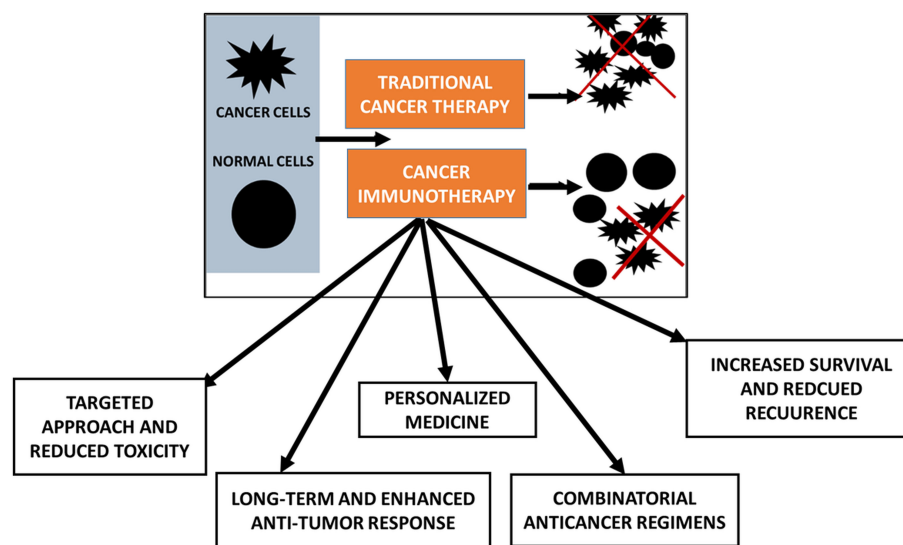 CANCER CELLS
NORMAL CELLS
TRADITIONAL
CANCER THERAPY
CANCER
IMMUNOTHERAPY
TARGETED
APPROACH AND
REDUCED TOXICITY
LONG-TERM AND ENHANCED
ANTI-TUMOR RESPONSE
PERSONALIZED
MEDICINE
COMBINATORIAL
ANTICANCER REGIMENS
INCREASED SURVIVAL
AND REDCUED
RECUURENCE